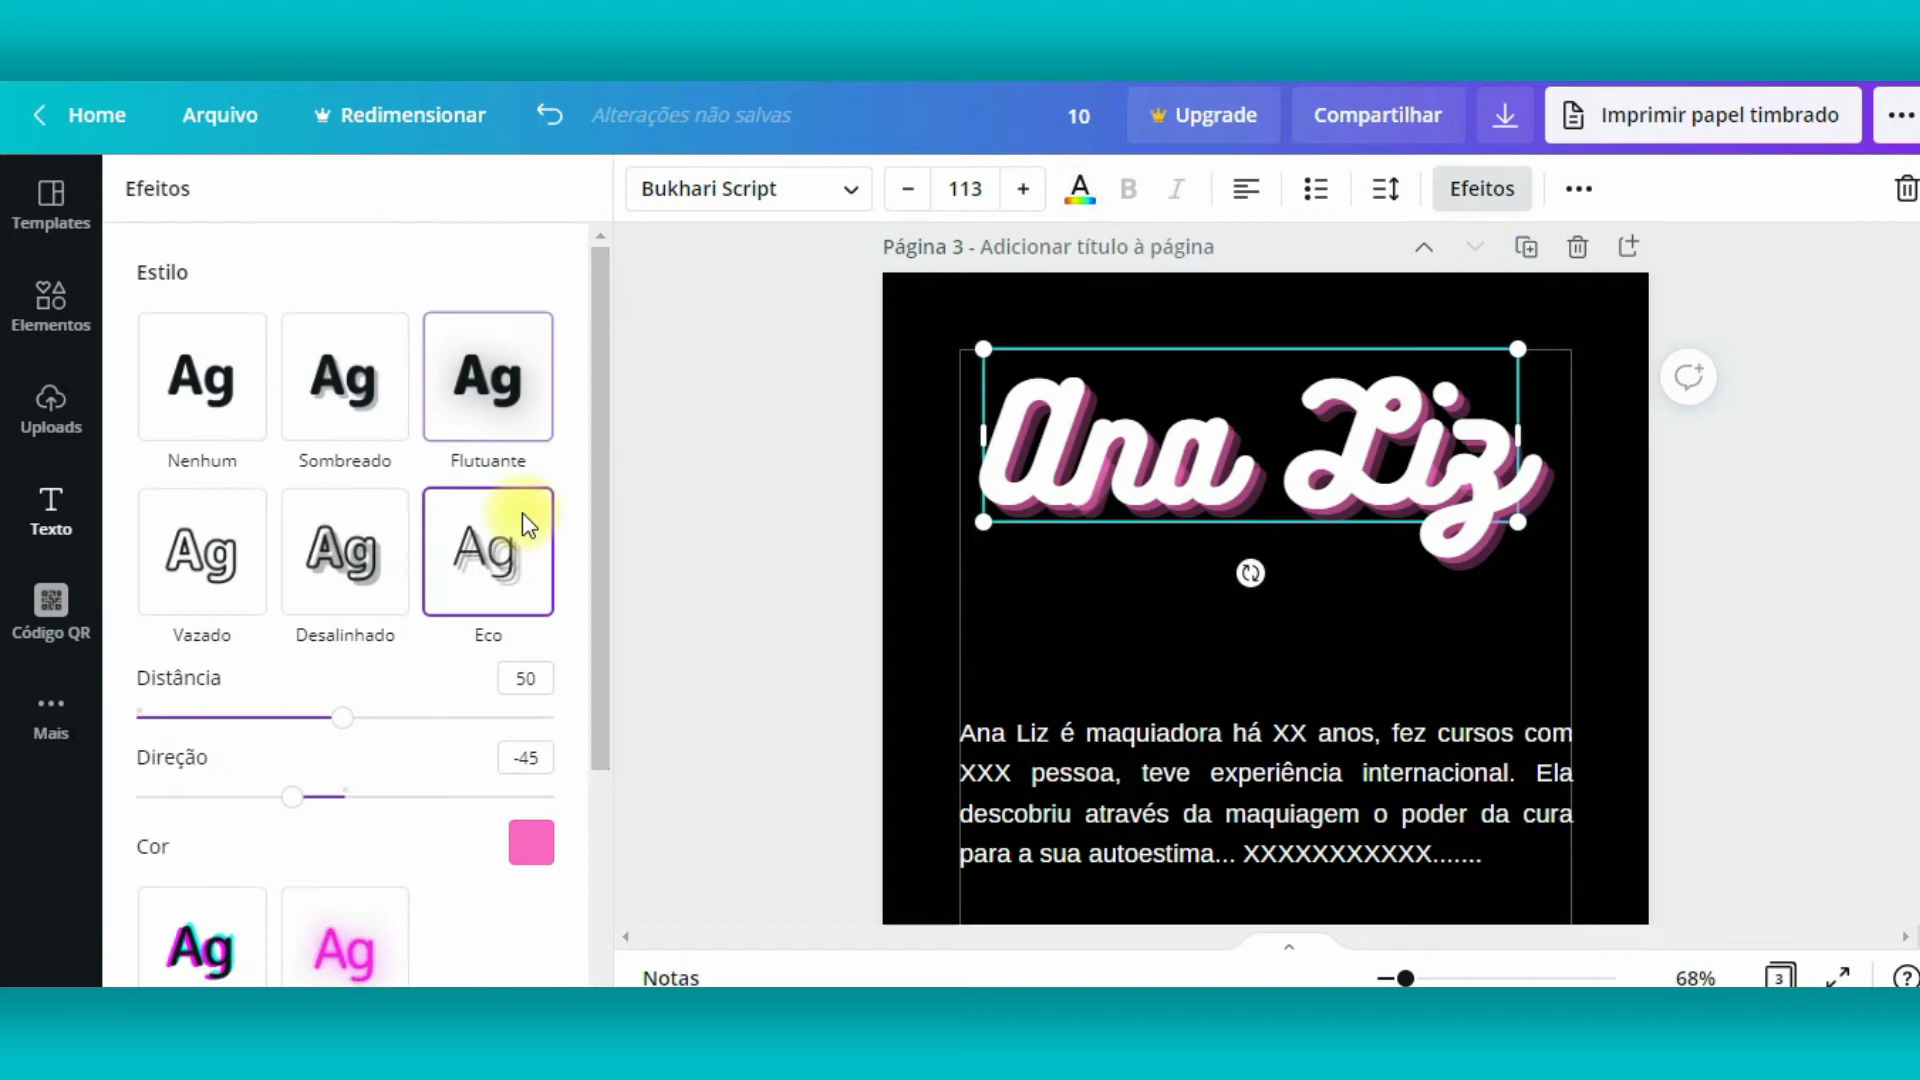 Home Arquivo Redimensionar Alterações não salvas 10 Upgrade Compartilhar Imprimir papel timbrado
Templates
Elementos
Uploads
Texto
Código QR
Mais
Efeitos
Estilo
Ag Ag Ag
Nenhum Sombreado Flutuante
Ag Ag Ag
Vazado Desalinhado Eco
Distância 50
Direção -45
Cor
Ag Ag
Bukhari Script 113 A B I Efeitos
Página 3 - Adicionar título à página
Ana Liz
Ana Liz é maquiadora há XX anos, fez cursos com
XXX pessoa, teve experiência internacional. Ela
descobriu através da maquiagem o poder da cura
para a sua autoestima... XXXXXXXXXXX.......
Notas 68% 3 ?